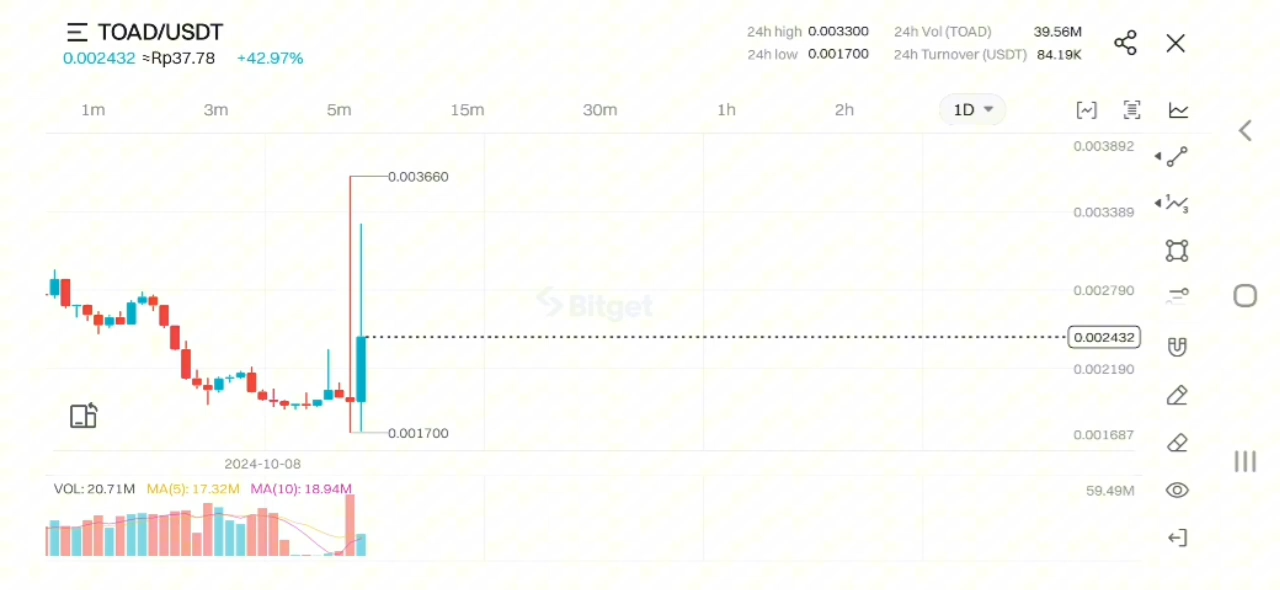 TOAD/USDT
0.002432 ≈Rp37.78 +42.97%
24h high 0.003300 24h Vol (TOAD) 39.56M
24h low 0.001700 24h Turnover (USDT) 84.19K
1m 3m 5m 15m 30m 1h 2h 1D
0.003892
0.003660
0.003389
0.002790
Bitget
0.002432
0.002190
0.001700
0.001687
2024-10-08
VOL: 20.71M MA(5): 17.32M MA(10): 18.94M
59.49M